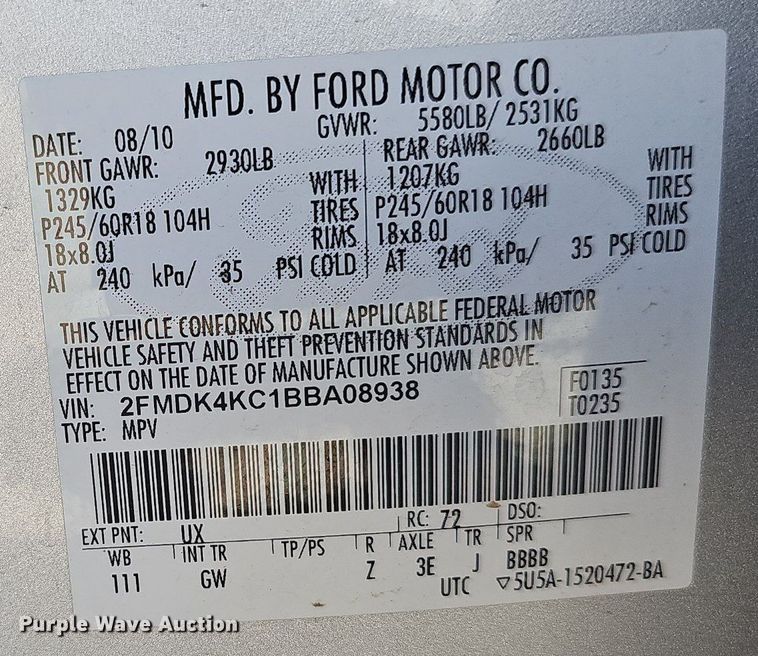 MFD. BY FORD MOTOR CO.
DATE: 08/10 GVWR: 5580LB/ 2531KG
FRONT GAWR: 2930LB REAR GAWR: 2660LB
1329KG WITH 1207KG WITH
P245/60R18 104H TIRES P245/60R18 104H TIRES
18x8.0J RIMS 18x8.0J RIMS
AT 240 kPa/ 35 PSI COLD AT 240 kPa/ 35 PSI COLD
THIS VEHICLE CONFORMS TO ALL APPLICABLE FEDERAL MOTOR
VEHICLE SAFETY AND THEFT PREVENTION STANDARDS IN
EFFECT ON THE DATE OF MANUFACTURE SHOWN ABOVE.
VIN: 2FMDK4KC1BBA08938 F0135
TYPE: MPV T0235
EXT PNT: UX RC: 72 DSO:
WB INT TR TP/PS R AXLE TR SPR
111 GW Z 3E J BBBB
UTC ▽5U5A-1520472-BA
Purple Wave Auction